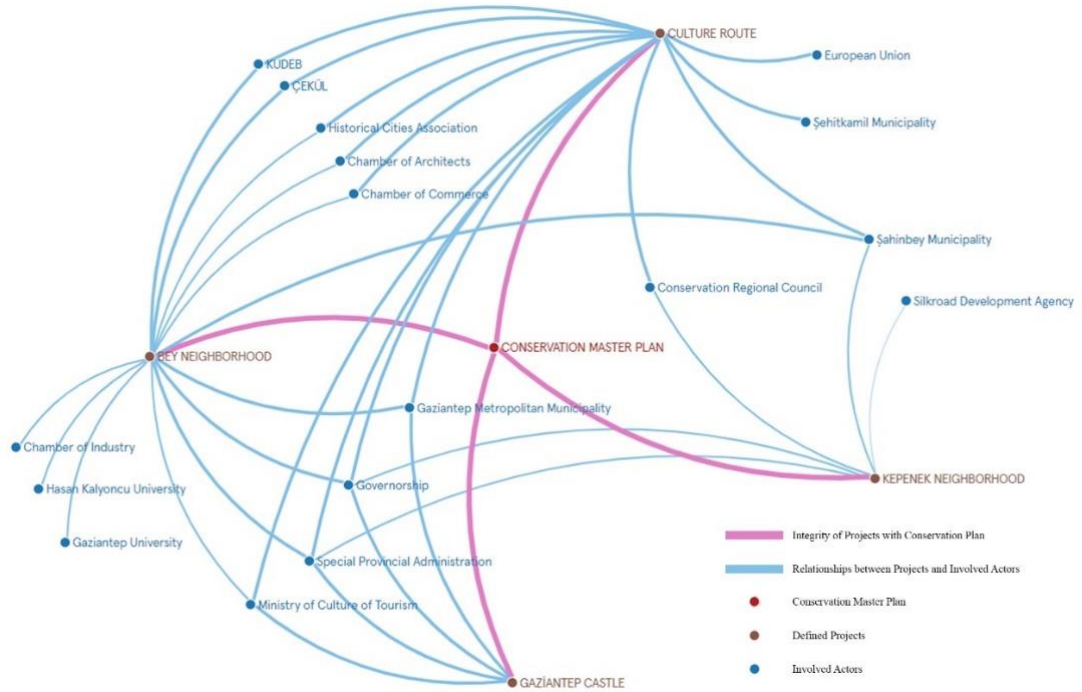 CULTURE ROUTE
European Union
KUDEB
ÇEKÜL
Şehitkamil Municipality
Historical Cities Association
Chamber of Architects
Chamber of Commerce
Şahinbey Municipality
Conservation Regional Council
Silkroad Development Agency
CONSERVATION MASTER PLAN
BEY NEIGHBORHOOD
Gaziantep Metropolitan Municipality
Chamber of Industry
KEPENEK NEIGHBORHOOD
Governorship
Hasan Kalyoncu University
Gaziantep University
Special Provincial Administration
Ministry of Culture of Tourism
GAZİANTEP CASTLE
Integrity of Projects with Conservation Plan
Relationships between Projects and Involved Actors
Conservation Master Plan
Defined Projects
Involved Actors